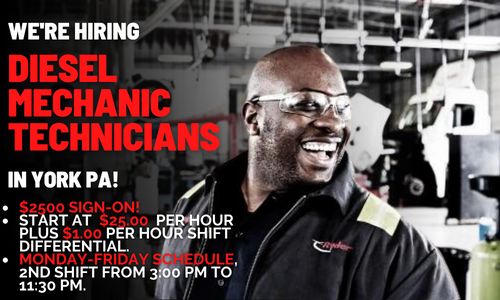 WE'RE HIRING
DIESEL
MECHANIC
TECHNICIANS
IN YORK PA!
• $2500 SIGN-ON!
• START AT $25.00 PER HOUR
PLUS $1.00 PER HOUR SHIFT
DIFFERENTIAL.
• MONDAY-FRIDAY SCHEDULE,
2ND SHIFT FROM 3:00 PM TO
11:30 PM.
Ryder